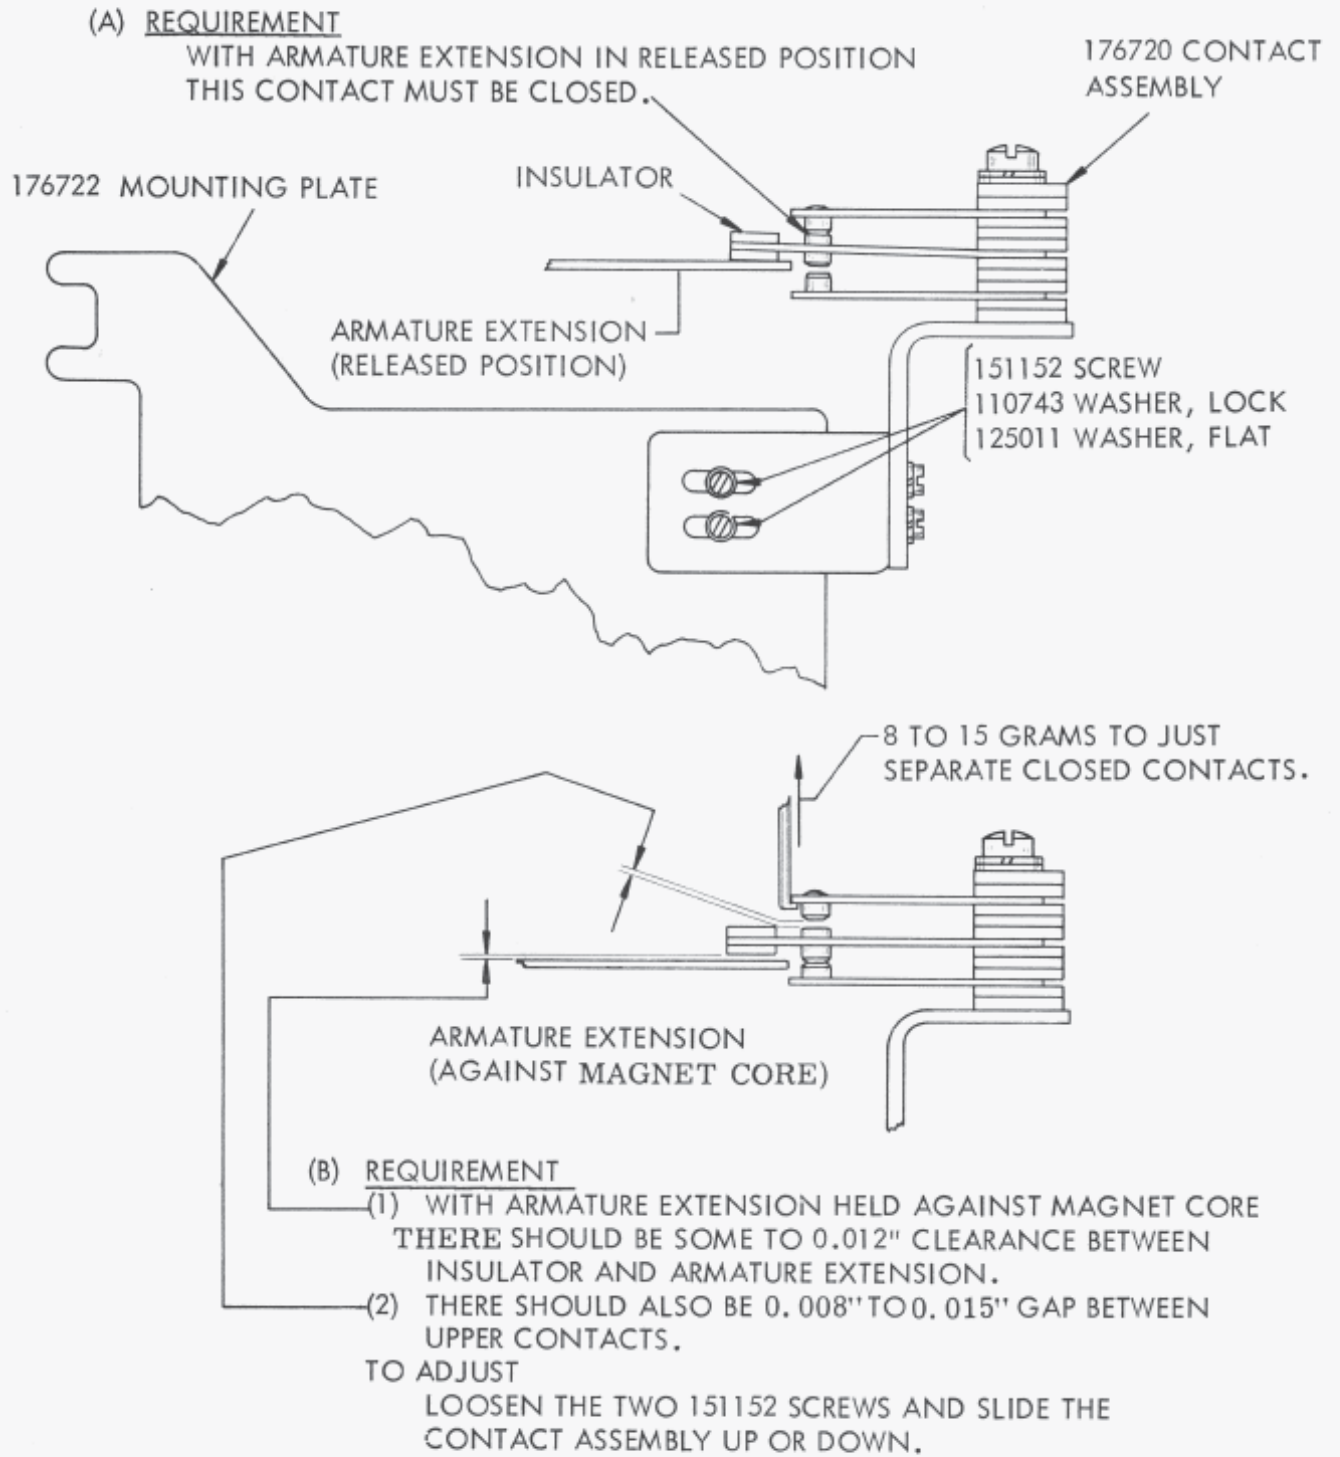 (A) REQUIREMENT
WITH ARMATURE EXTENSION IN RELEASED POSITION
THIS CONTACT MUST BE CLOSED.
176720 CONTACT
ASSEMBLY
INSULATOR
176722 MOUNTING PLATE
ARMATURE EXTENSION
(RELEASED POSITION)
151152 SCREW
110743 WASHER, LOCK
125011 WASHER, FLAT
8 TO 15 GRAMS TO JUST
SEPARATE CLOSED CONTACTS.
ARMATURE EXTENSION
(AGAINST MAGNET CORE)
(B) REQUIREMENT
(1) WITH ARMATURE EXTENSION HELD AGAINST MAGNET CORE
THERE SHOULD BE SOME TO 0.012" CLEARANCE BETWEEN
INSULATOR AND ARMATURE EXTENSION.
(2) THERE SHOULD ALSO BE 0.008" TO 0.015" GAP BETWEEN
UPPER CONTACTS.
TO ADJUST
LOOSEN THE TWO 151152 SCREWS AND SLIDE THE
CONTACT ASSEMBLY UP OR DOWN.